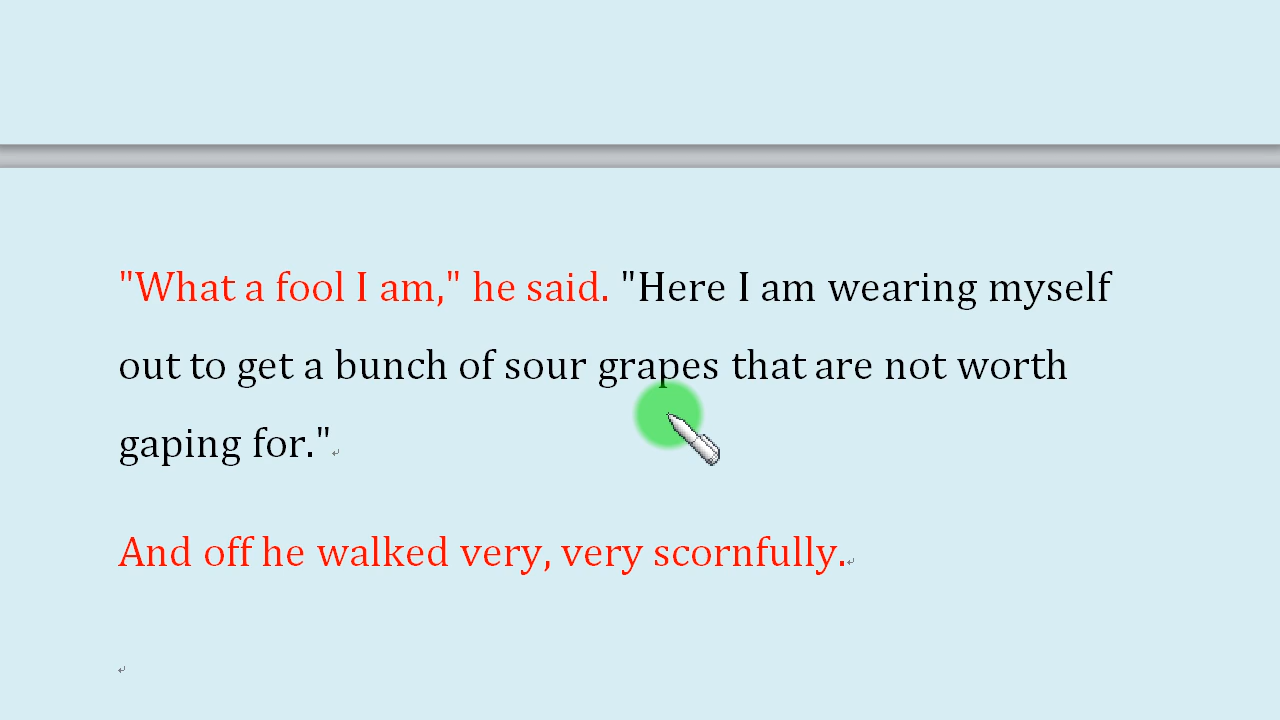 "What a fool I am," he said. "Here I am wearing myself
out to get a bunch of sour grapes that are not worth
gaping for."
And off he walked very, very scornfully.